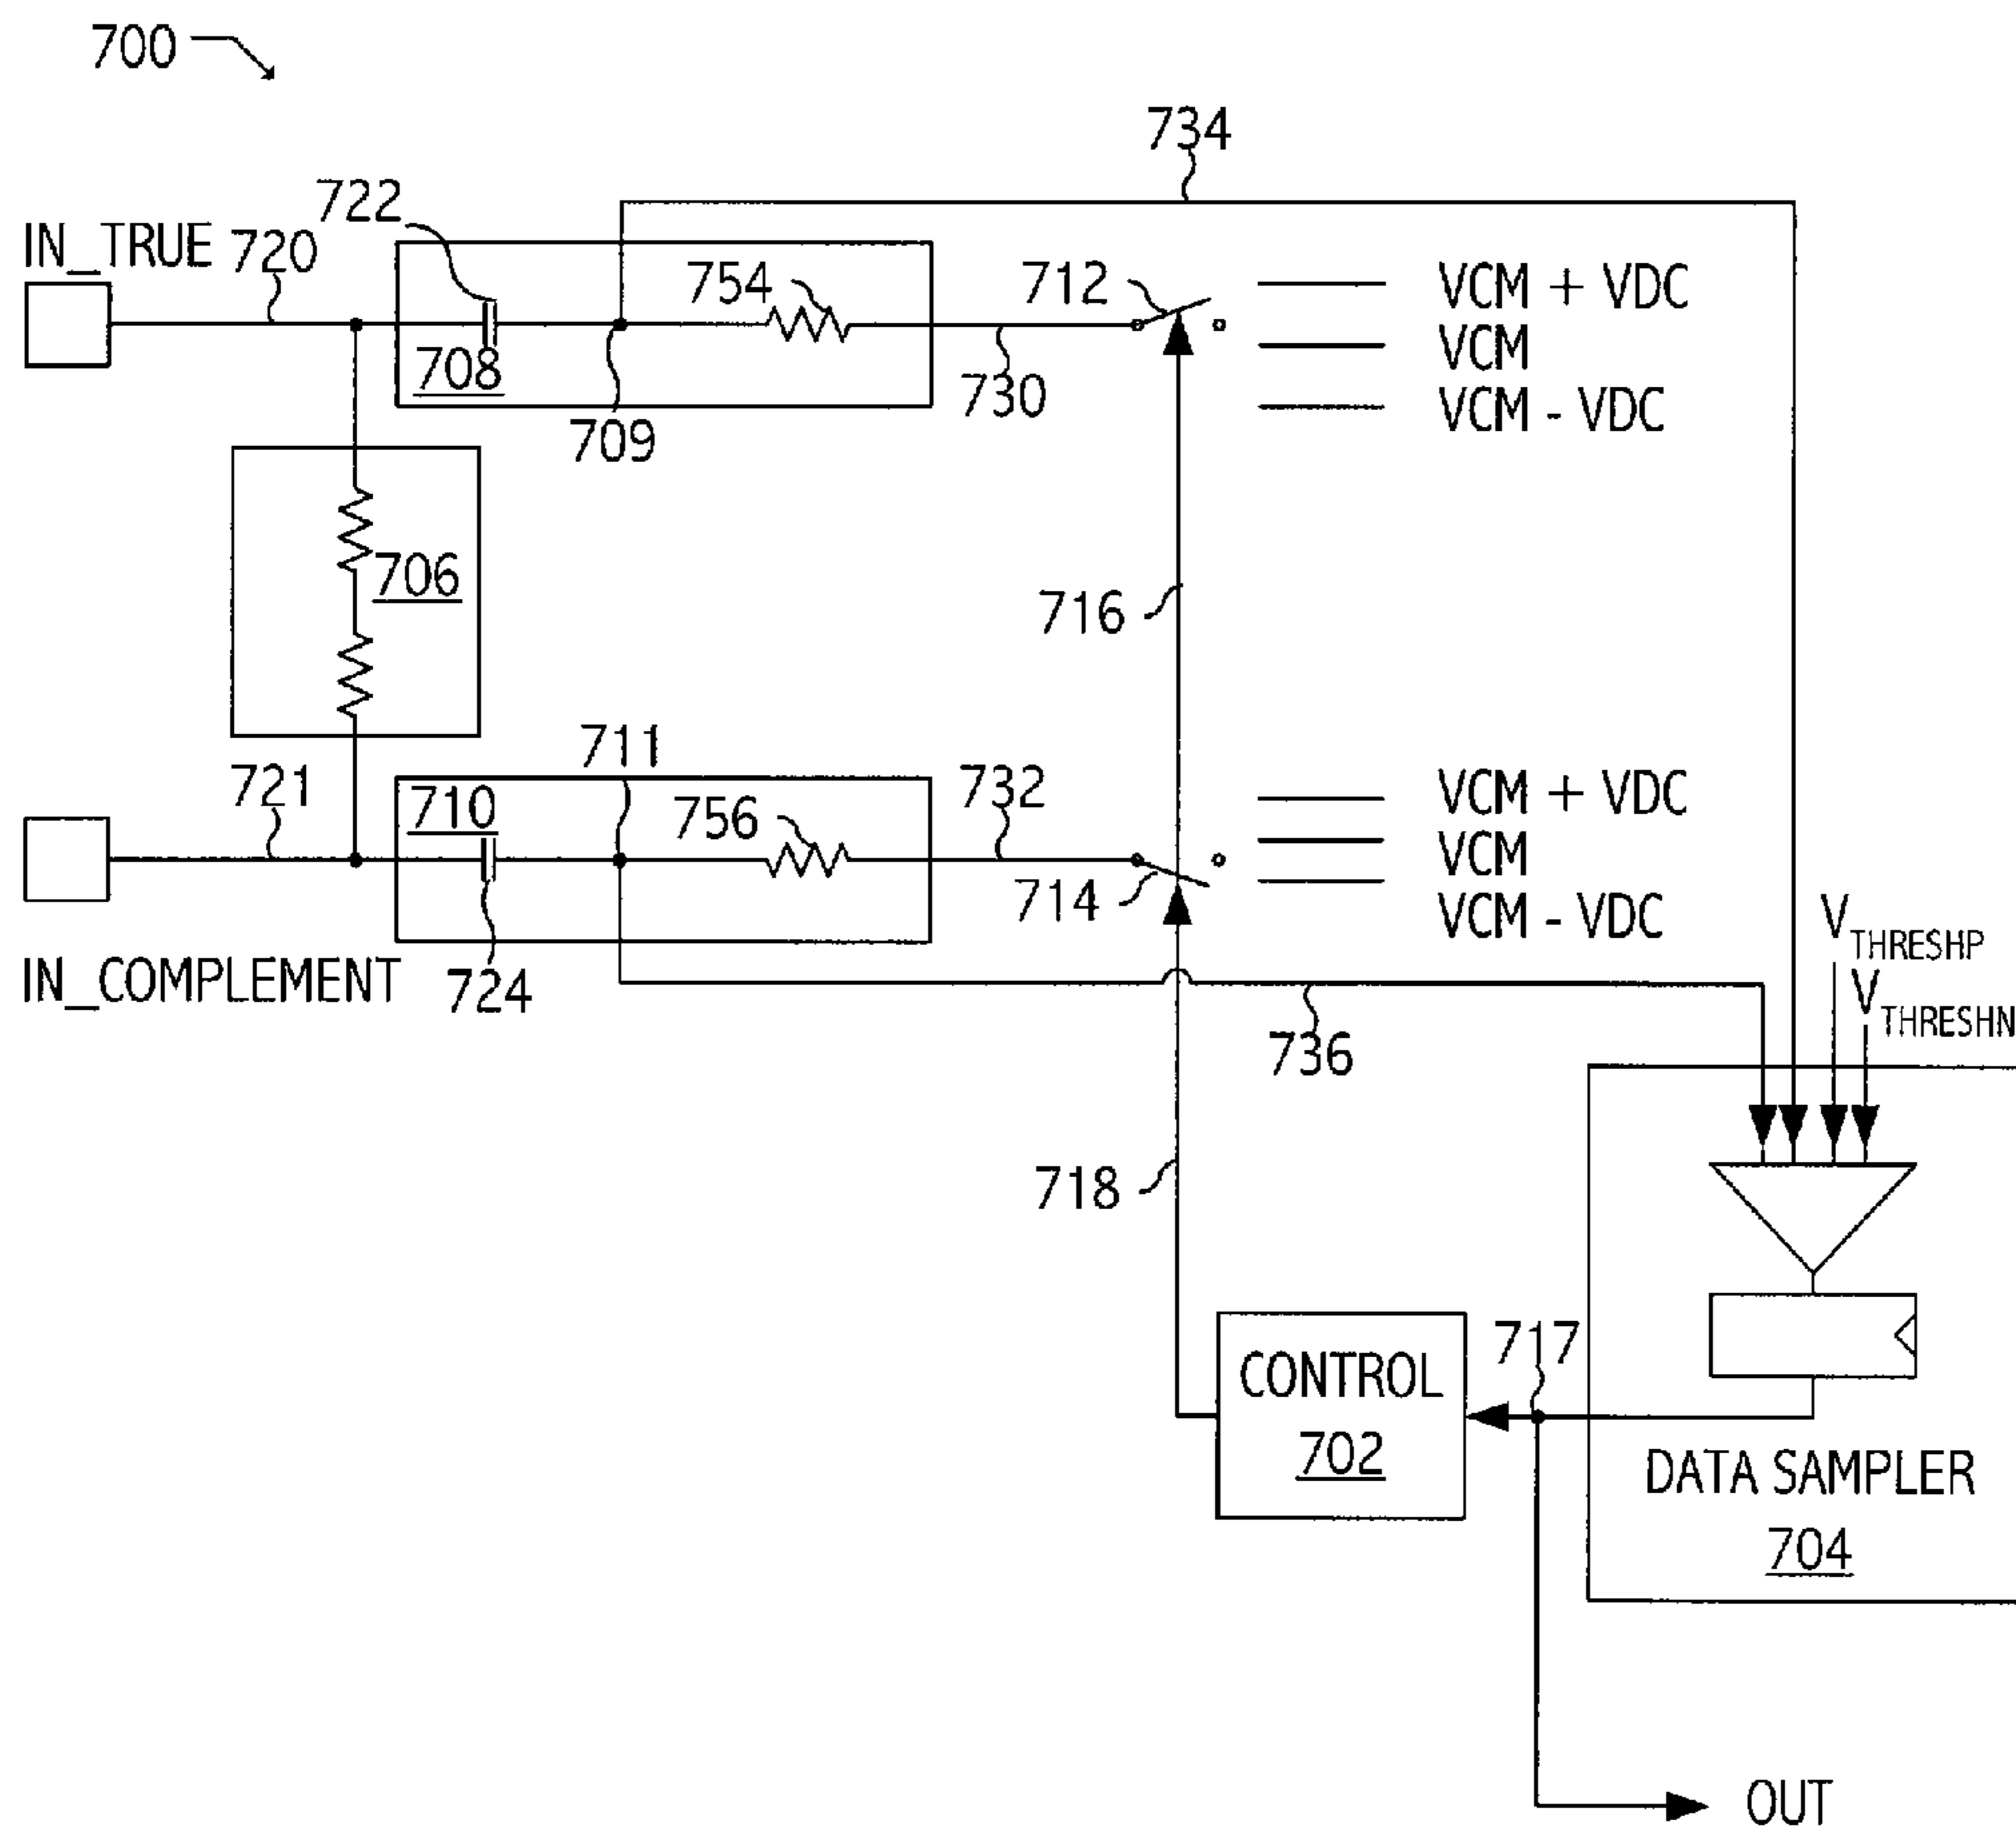 700
734
722
IN_TRUE
720
754
712
VCM + VDC
708
VCM
709
730
VCM - VDC
706
716
711
721
710
756
732
VCM + VDC
VCM
714
VCM - VDC
IN_COMPLEMENT
724
VTHRESHP
VTHRESHN
736
718
717
CONTROL
702
DATA SAMPLER
704
OUT